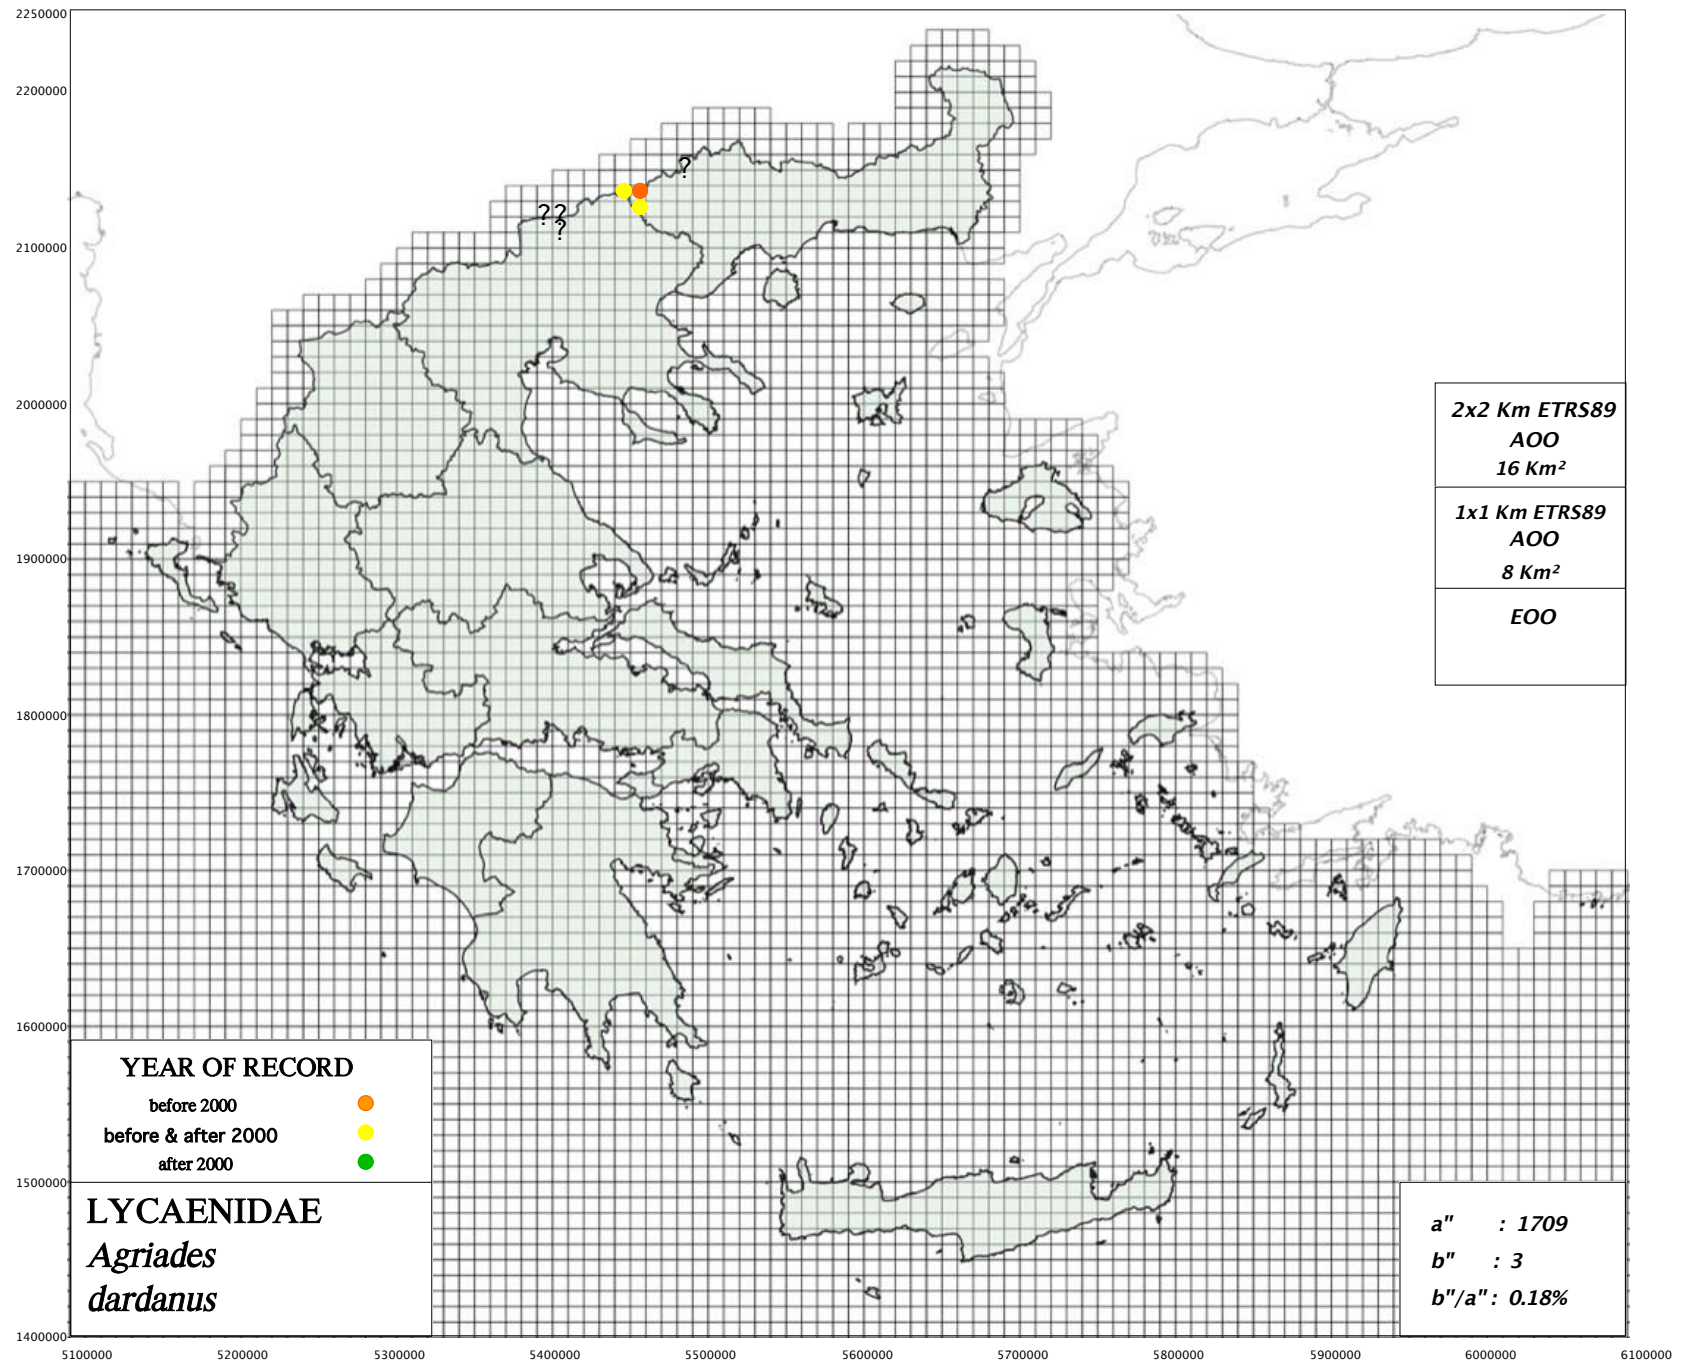 2250000
2200000
?
??
?
2100000
2000000
2x2 Km ETRS89
AOO
16 Km²
1x1 Km ETRS89
AOO
8 Km²
1900000
EOO
1800000
1700000
1600000
YEAR OF RECORD
before 2000
before & after 2000
after 2000
1500000
LYCAENIDAE
Agriades
dardanus
a" : 1709
b" : 3
b"/a" : 0.18%
1400000
5100000 5200000 5300000 5400000 5500000 5600000 5700000 5800000 5900000 6000000 6100000